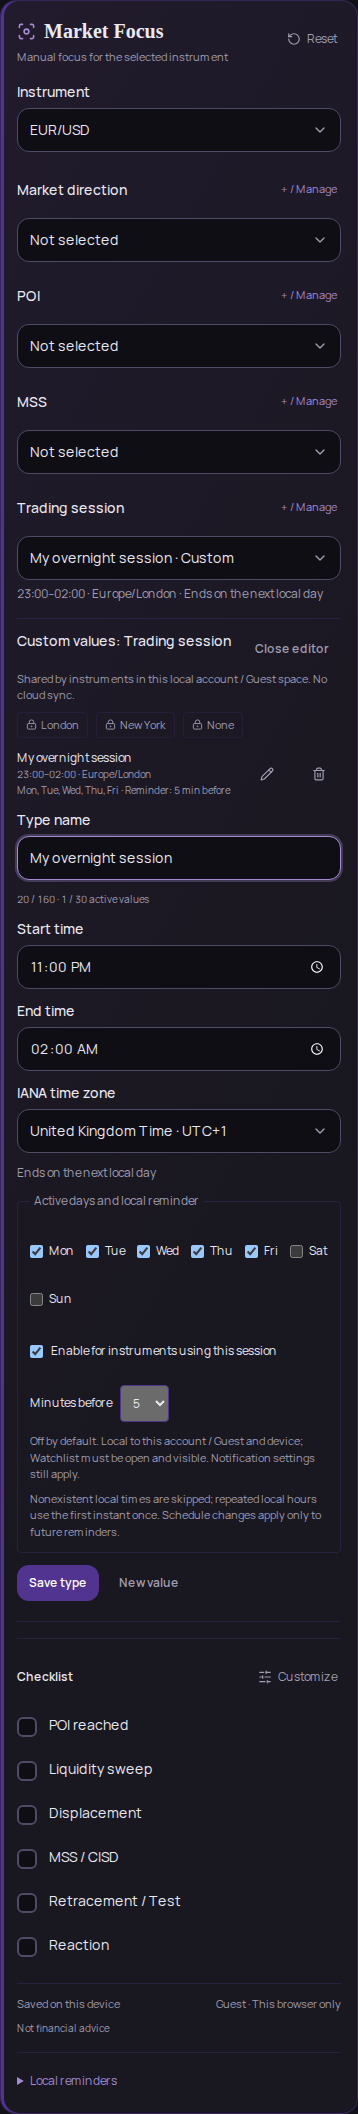 Market Focus
Reset
Manual focus for the selected instrument
Instrument
EUR/USD
Market direction
+ / Manage
Not selected
POI
+ / Manage
Not selected
MSS
+ / Manage
Not selected
Trading session
+ / Manage
My overnight session · Custom
23:00–02:00 · Europe/London · Ends on the next local day
Custom values: Trading session
Close editor
Shared by instruments in this local account / Guest space. No
cloud sync.
London
New York
None
My overnight session
23:00–02:00 · Europe/London
Mon, Tue, Wed, Thu, Fri · Reminder: 5 min before
Type name
My overnight session
20 / 160 · 1 / 30 active values
Start time
11:00 PM
End time
02:00 AM
IANA time zone
United Kingdom Time · UTC+1
Ends on the next local day
Active days and local reminder
Mon
Tue
Wed
Thu
Fri
Sat
Sun
Enable for instruments using this session
Minutes before
5
Off by default. Local to this account / Guest and device;
Watchlist must be open and visible. Notification settings
still apply.
Nonexistent local times are skipped; repeated local hours
use the first instant once. Schedule changes apply only to
future reminders.
Save type
New value
Checklist
Customize
POI reached
Liquidity sweep
Displacement
MSS / CISD
Retracement / Test
Reaction
Saved on this device
Guest · This browser only
Not financial advice
Local reminders